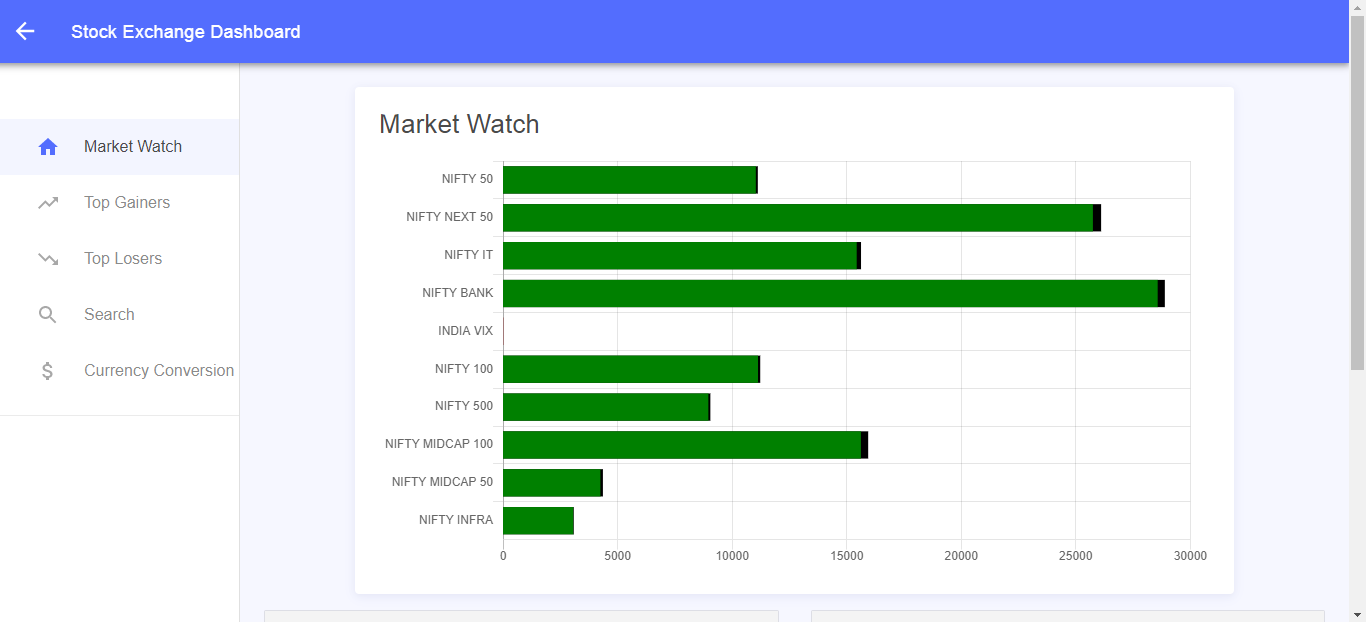 Stock Exchange Dashboard
Market Watch
Top Gainers
Top Losers
Search
Currency Conversion
Market Watch
NIFTY 50
NIFTY NEXT 50
NIFTY IT
NIFTY BANK
INDIA VIX
NIFTY 100
NIFTY 500
NIFTY MIDCAP 100
NIFTY MIDCAP 50
NIFTY INFRA
0 5000 10000 15000 20000 25000 30000